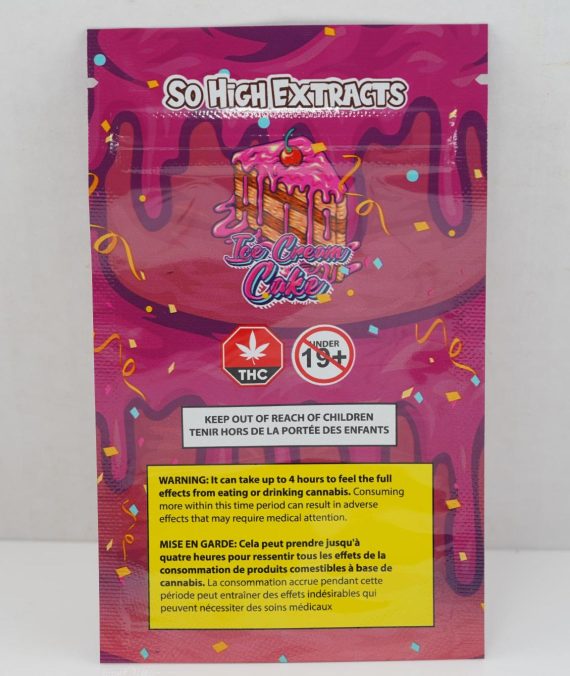 So High Extracts
Ice Cream
Cake
THC
UNDER
19+
KEEP OUT OF REACH OF CHILDREN
TENIR HORS DE LA PORTÉE DES ENFANTS
WARNING: It can take up to 4 hours to feel the full
effects from eating or drinking cannabis. Consuming
more within this time period can result in adverse
effects that may require medical attention.
MISE EN GARDE: Cela peut prendre jusqu'à
quatre heures pour ressentir tous les effets de la
consommation de produits comestibles à base de
cannabis. La consommation accrue pendant cette
période peut entraîner des effets indésirables qui
peuvent nécessiter des soins médicaux